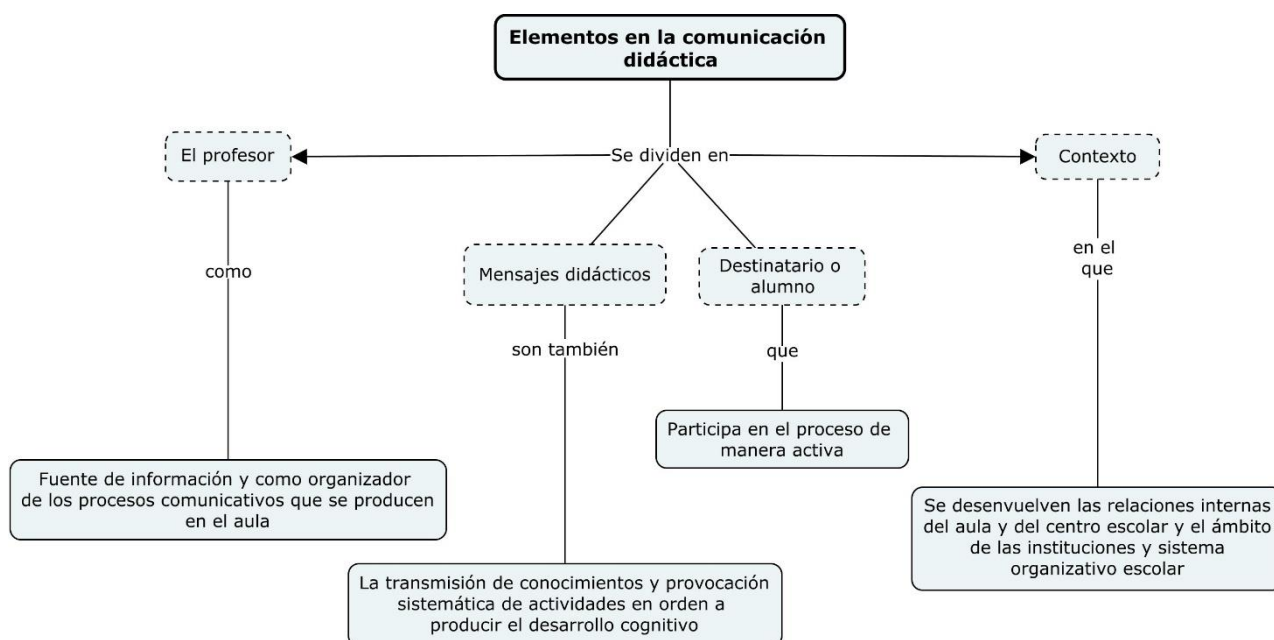 Elementos en la comunicación
didáctica
El profesor
Se dividen en
Contexto
como
Mensajes didácticos
Destinatario o
alumno
en el
que
son también
que
Participa en el proceso de
manera activa
Fuente de información y como organizador
de los procesos comunicativos que se producen
en el aula
Se desenvuelven las relaciones internas
del aula y del centro escolar y el ámbito
de las instituciones y sistema
organizativo escolar
La transmisión de conocimientos y provocación
sistemática de actividades en orden a
producir el desarrollo cognitivo